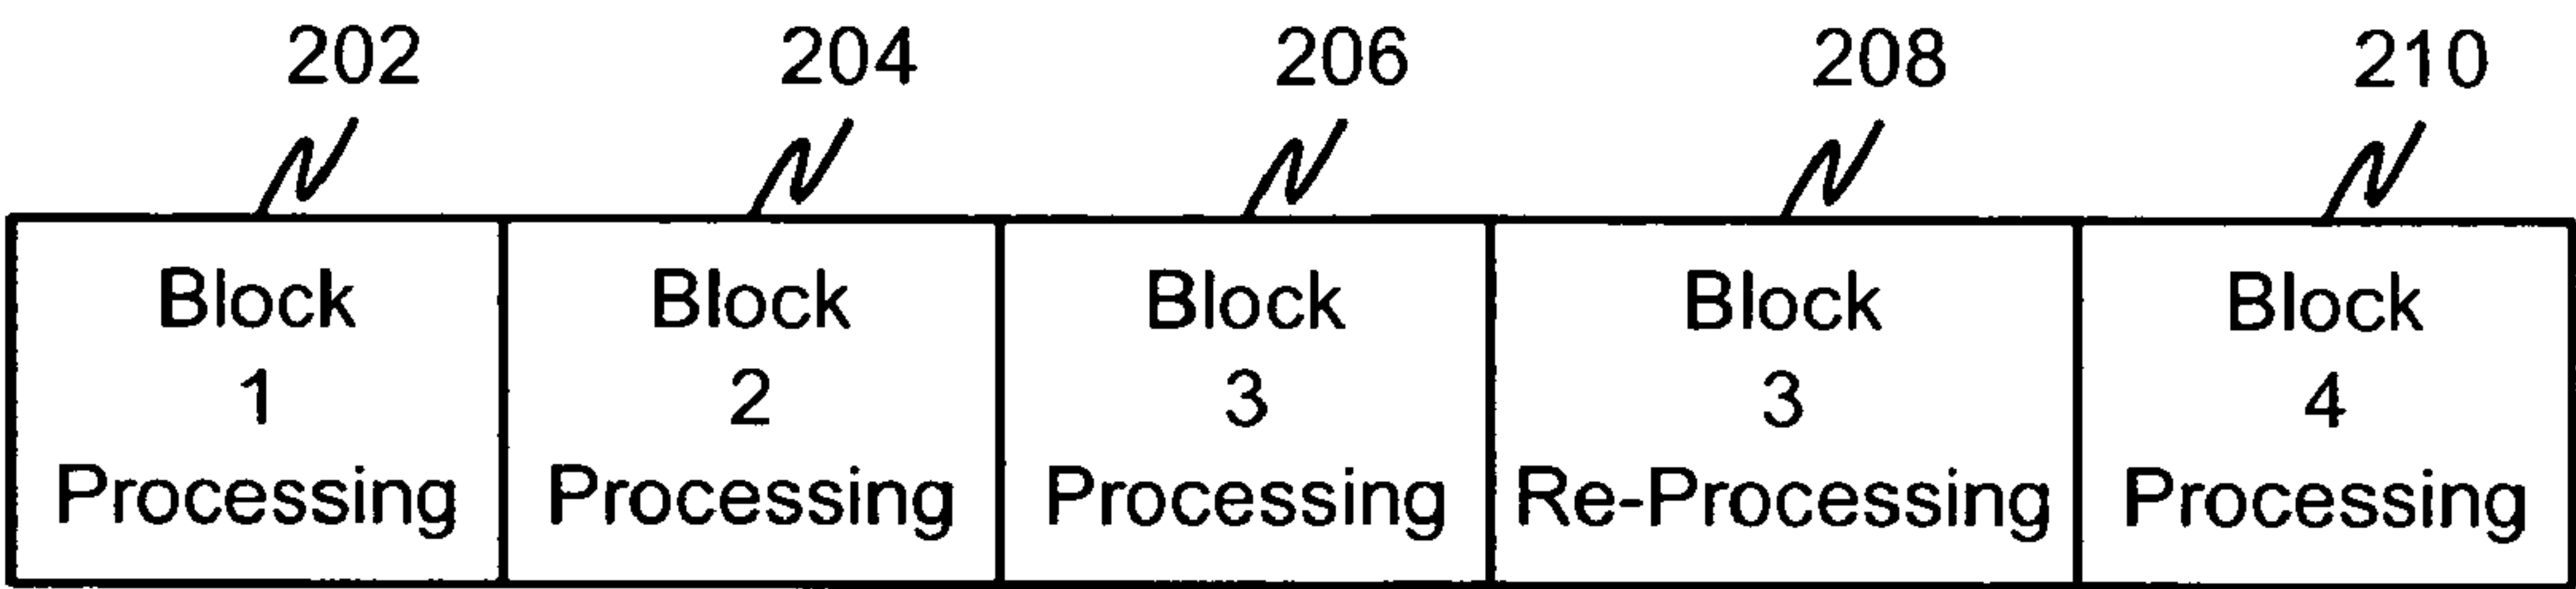 202 204 206 208 210
Block Block Block Block Block
1 2 3 3 4
Processing Processing Processing Re-Processing Processing